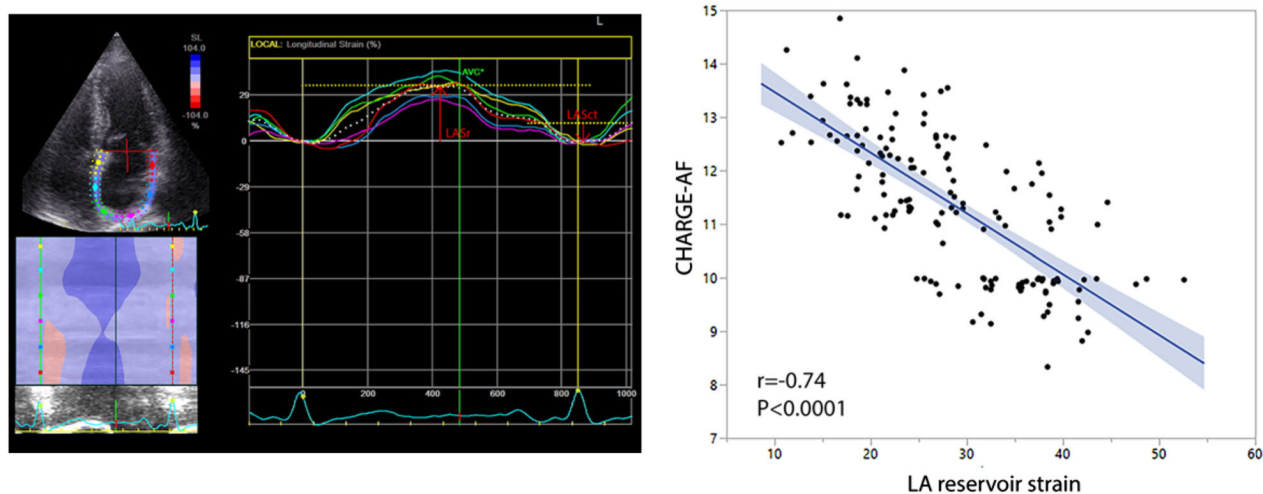 L
SL
104.0
-104.0
%
LOCAL: Longitudinal Strain (%)
AVC*
29
0
-29
-58
-87
-116
-145
LASr
LASct
0 200 400 600 800 1000
15
14
13
12
11
10
9
8
7
CHARGE-AF
r=-0.74
P<0.0001
10 20 30 40 50 60
LA reservoir strain